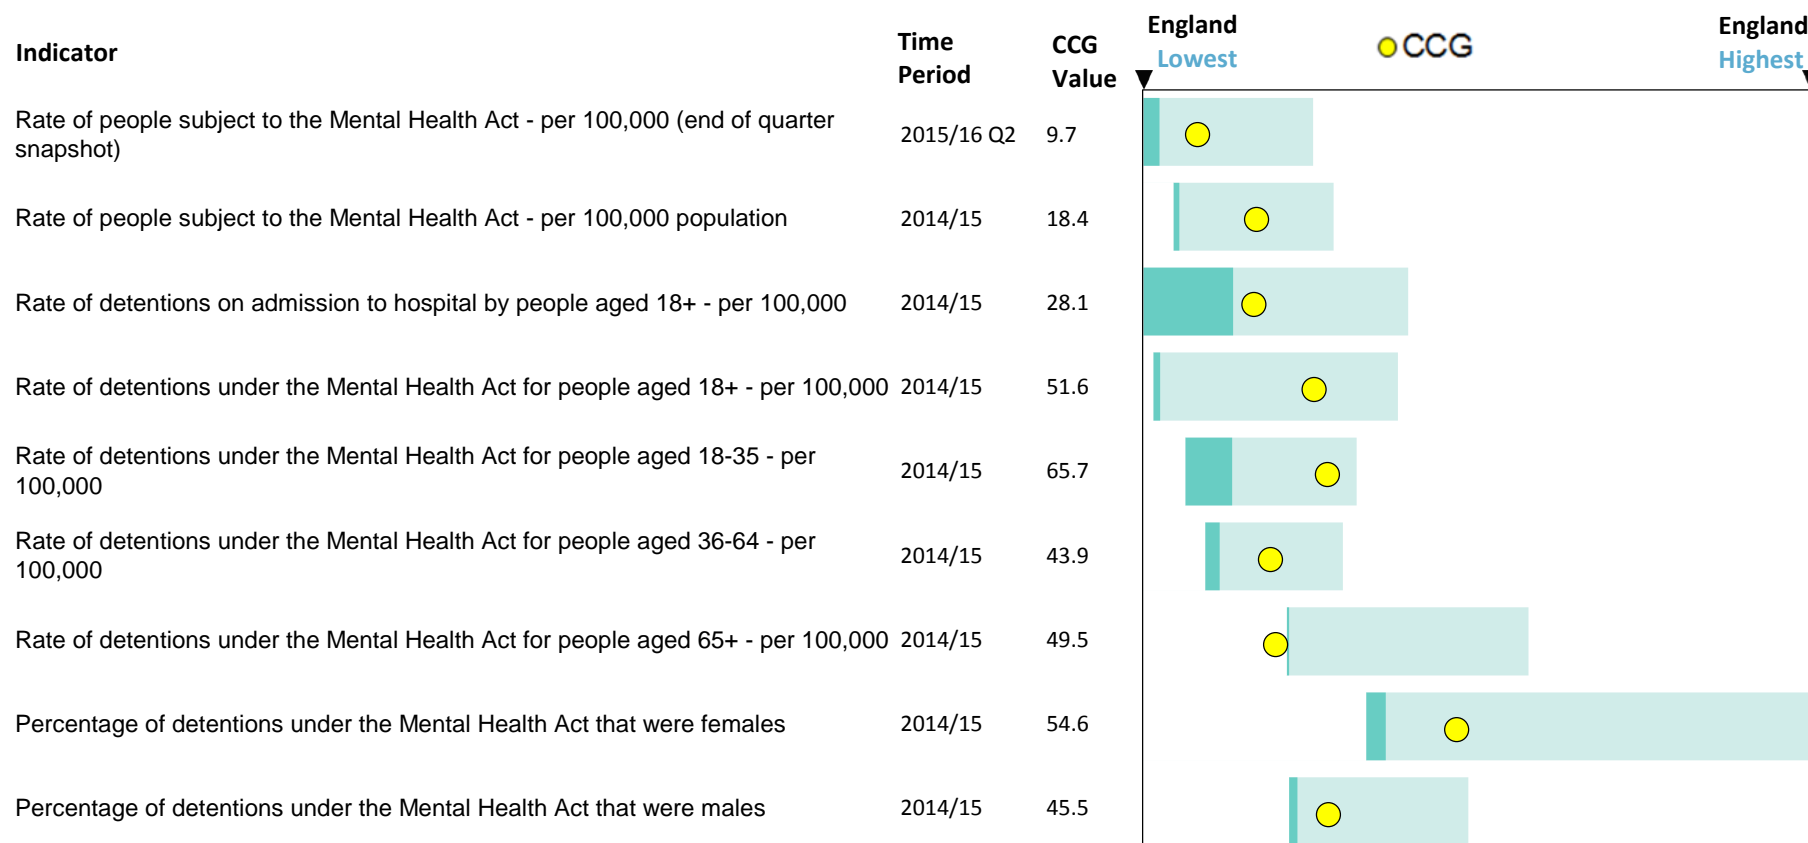 Indicator
Time Period
CCG Value
England Lowest
CCG
England Highest
Rate of people subject to the Mental Health Act - per 100,000 (end of quarter
snapshot)
2015/16 Q2
9.7
Rate of people subject to the Mental Health Act - per 100,000 population
2014/15
18.4
Rate of detentions on admission to hospital by people aged 18+ - per 100,000
2014/15
28.1
Rate of detentions under the Mental Health Act for people aged 18+ - per 100,000
2014/15
51.6
Rate of detentions under the Mental Health Act for people aged 18-35 - per
100,000
2014/15
65.7
Rate of detentions under the Mental Health Act for people aged 36-64 - per
100,000
2014/15
43.9
Rate of detentions under the Mental Health Act for people aged 65+ - per 100,000
2014/15
49.5
Percentage of detentions under the Mental Health Act that were females
2014/15
54.6
Percentage of detentions under the Mental Health Act that were males
2014/15
45.5